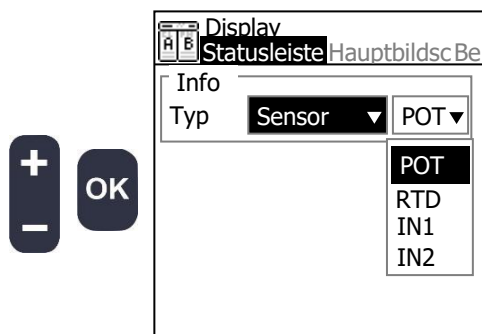 Display
A B Statusleiste Hauptbildsc Be
Info
Typ Sensor ▼ POT ▼
POT
RTD
IN1
IN2
+
−
OK